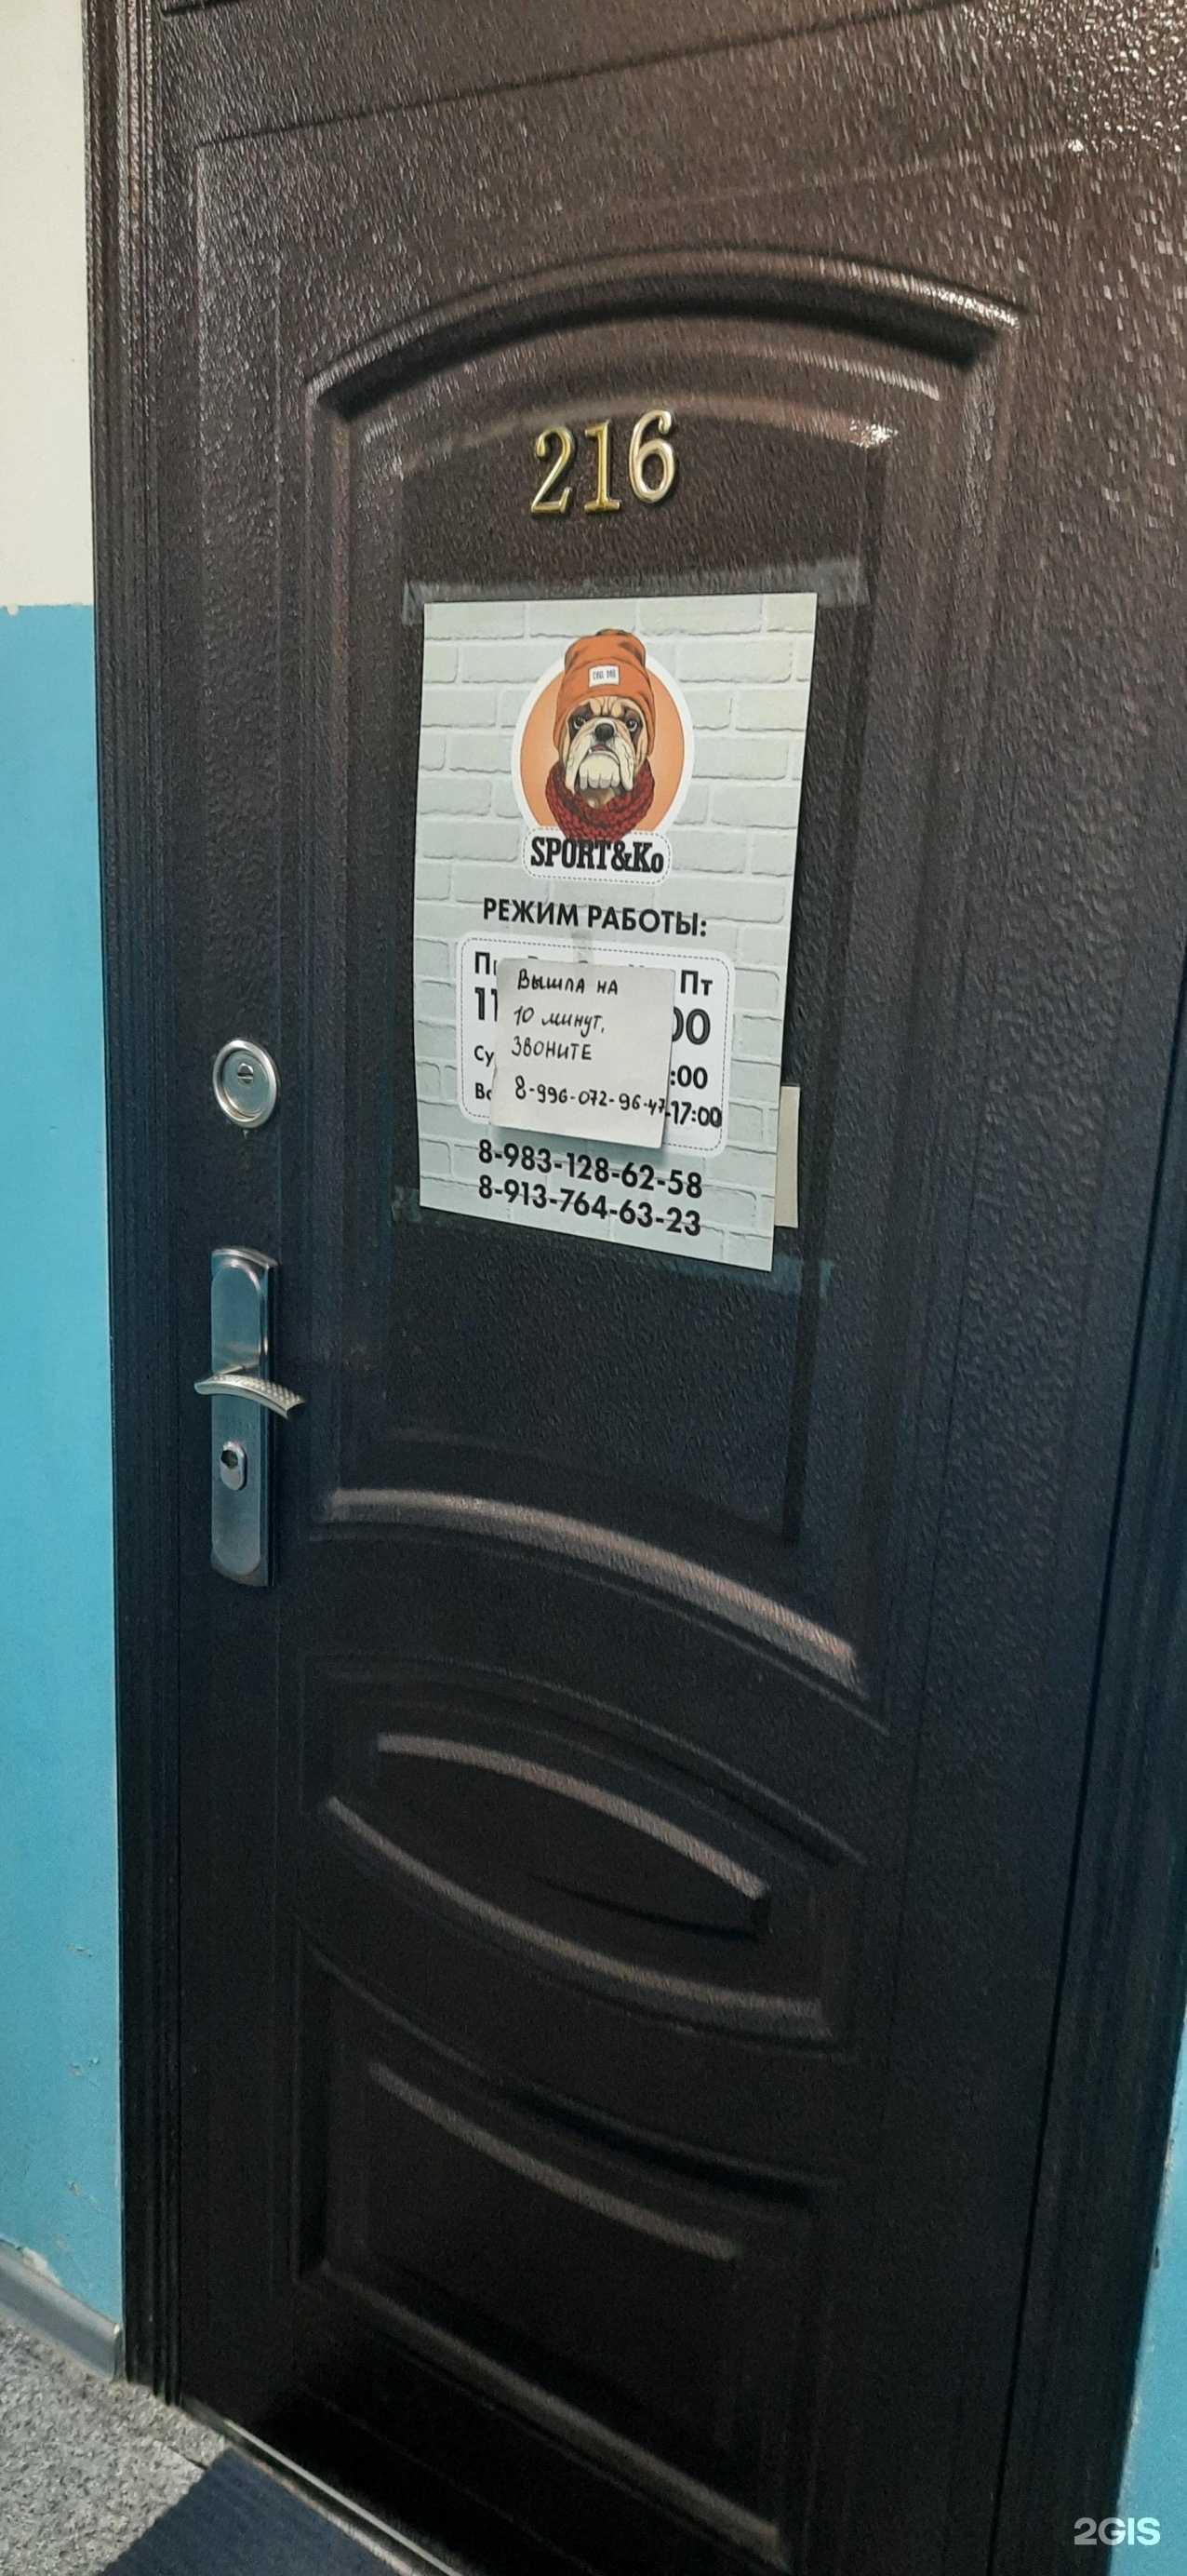 216
SPORT&Ko
РЕЖИМ РАБОТЫ:
Пт
11
00
Вышла на
10 минут,
звоните
8-996-072-96-47
:00
-17:00
8-983-128-62-58
8-913-764-63-23
2GIS